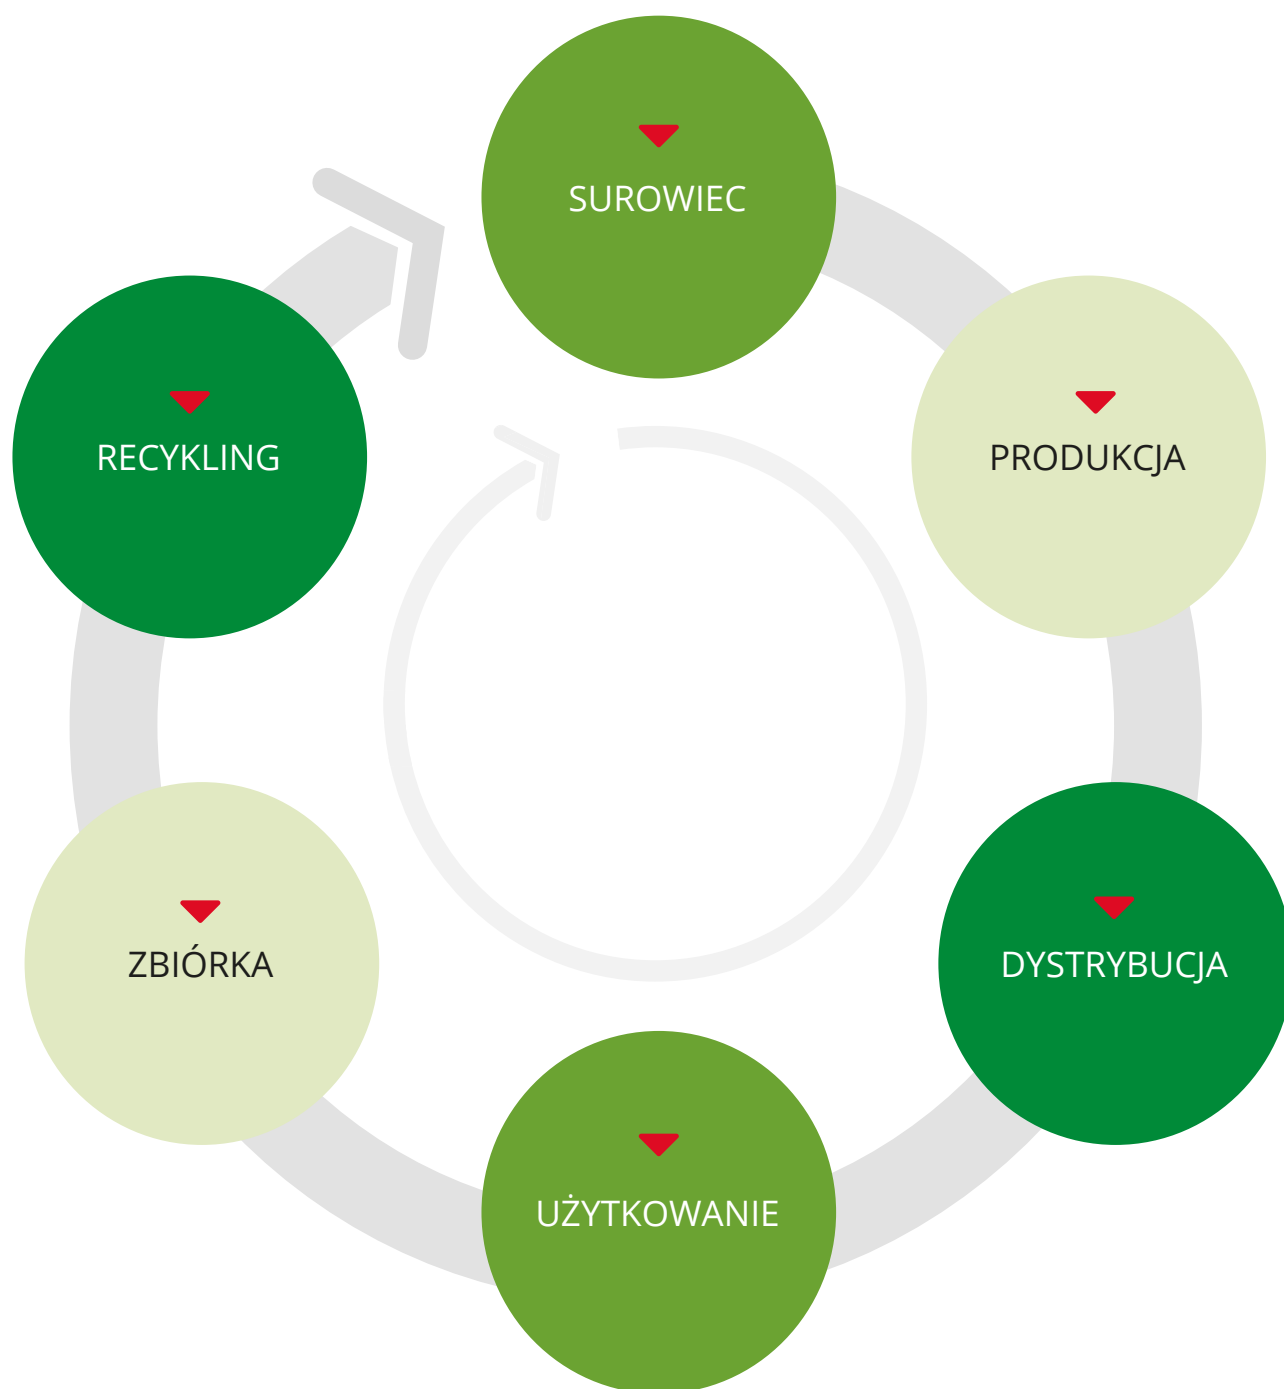 SUROWIEC
PRODUKCJA
DYSTRYBUCJA
UŻYTKOWANIE
ZBIÓRKA
RECYKLING